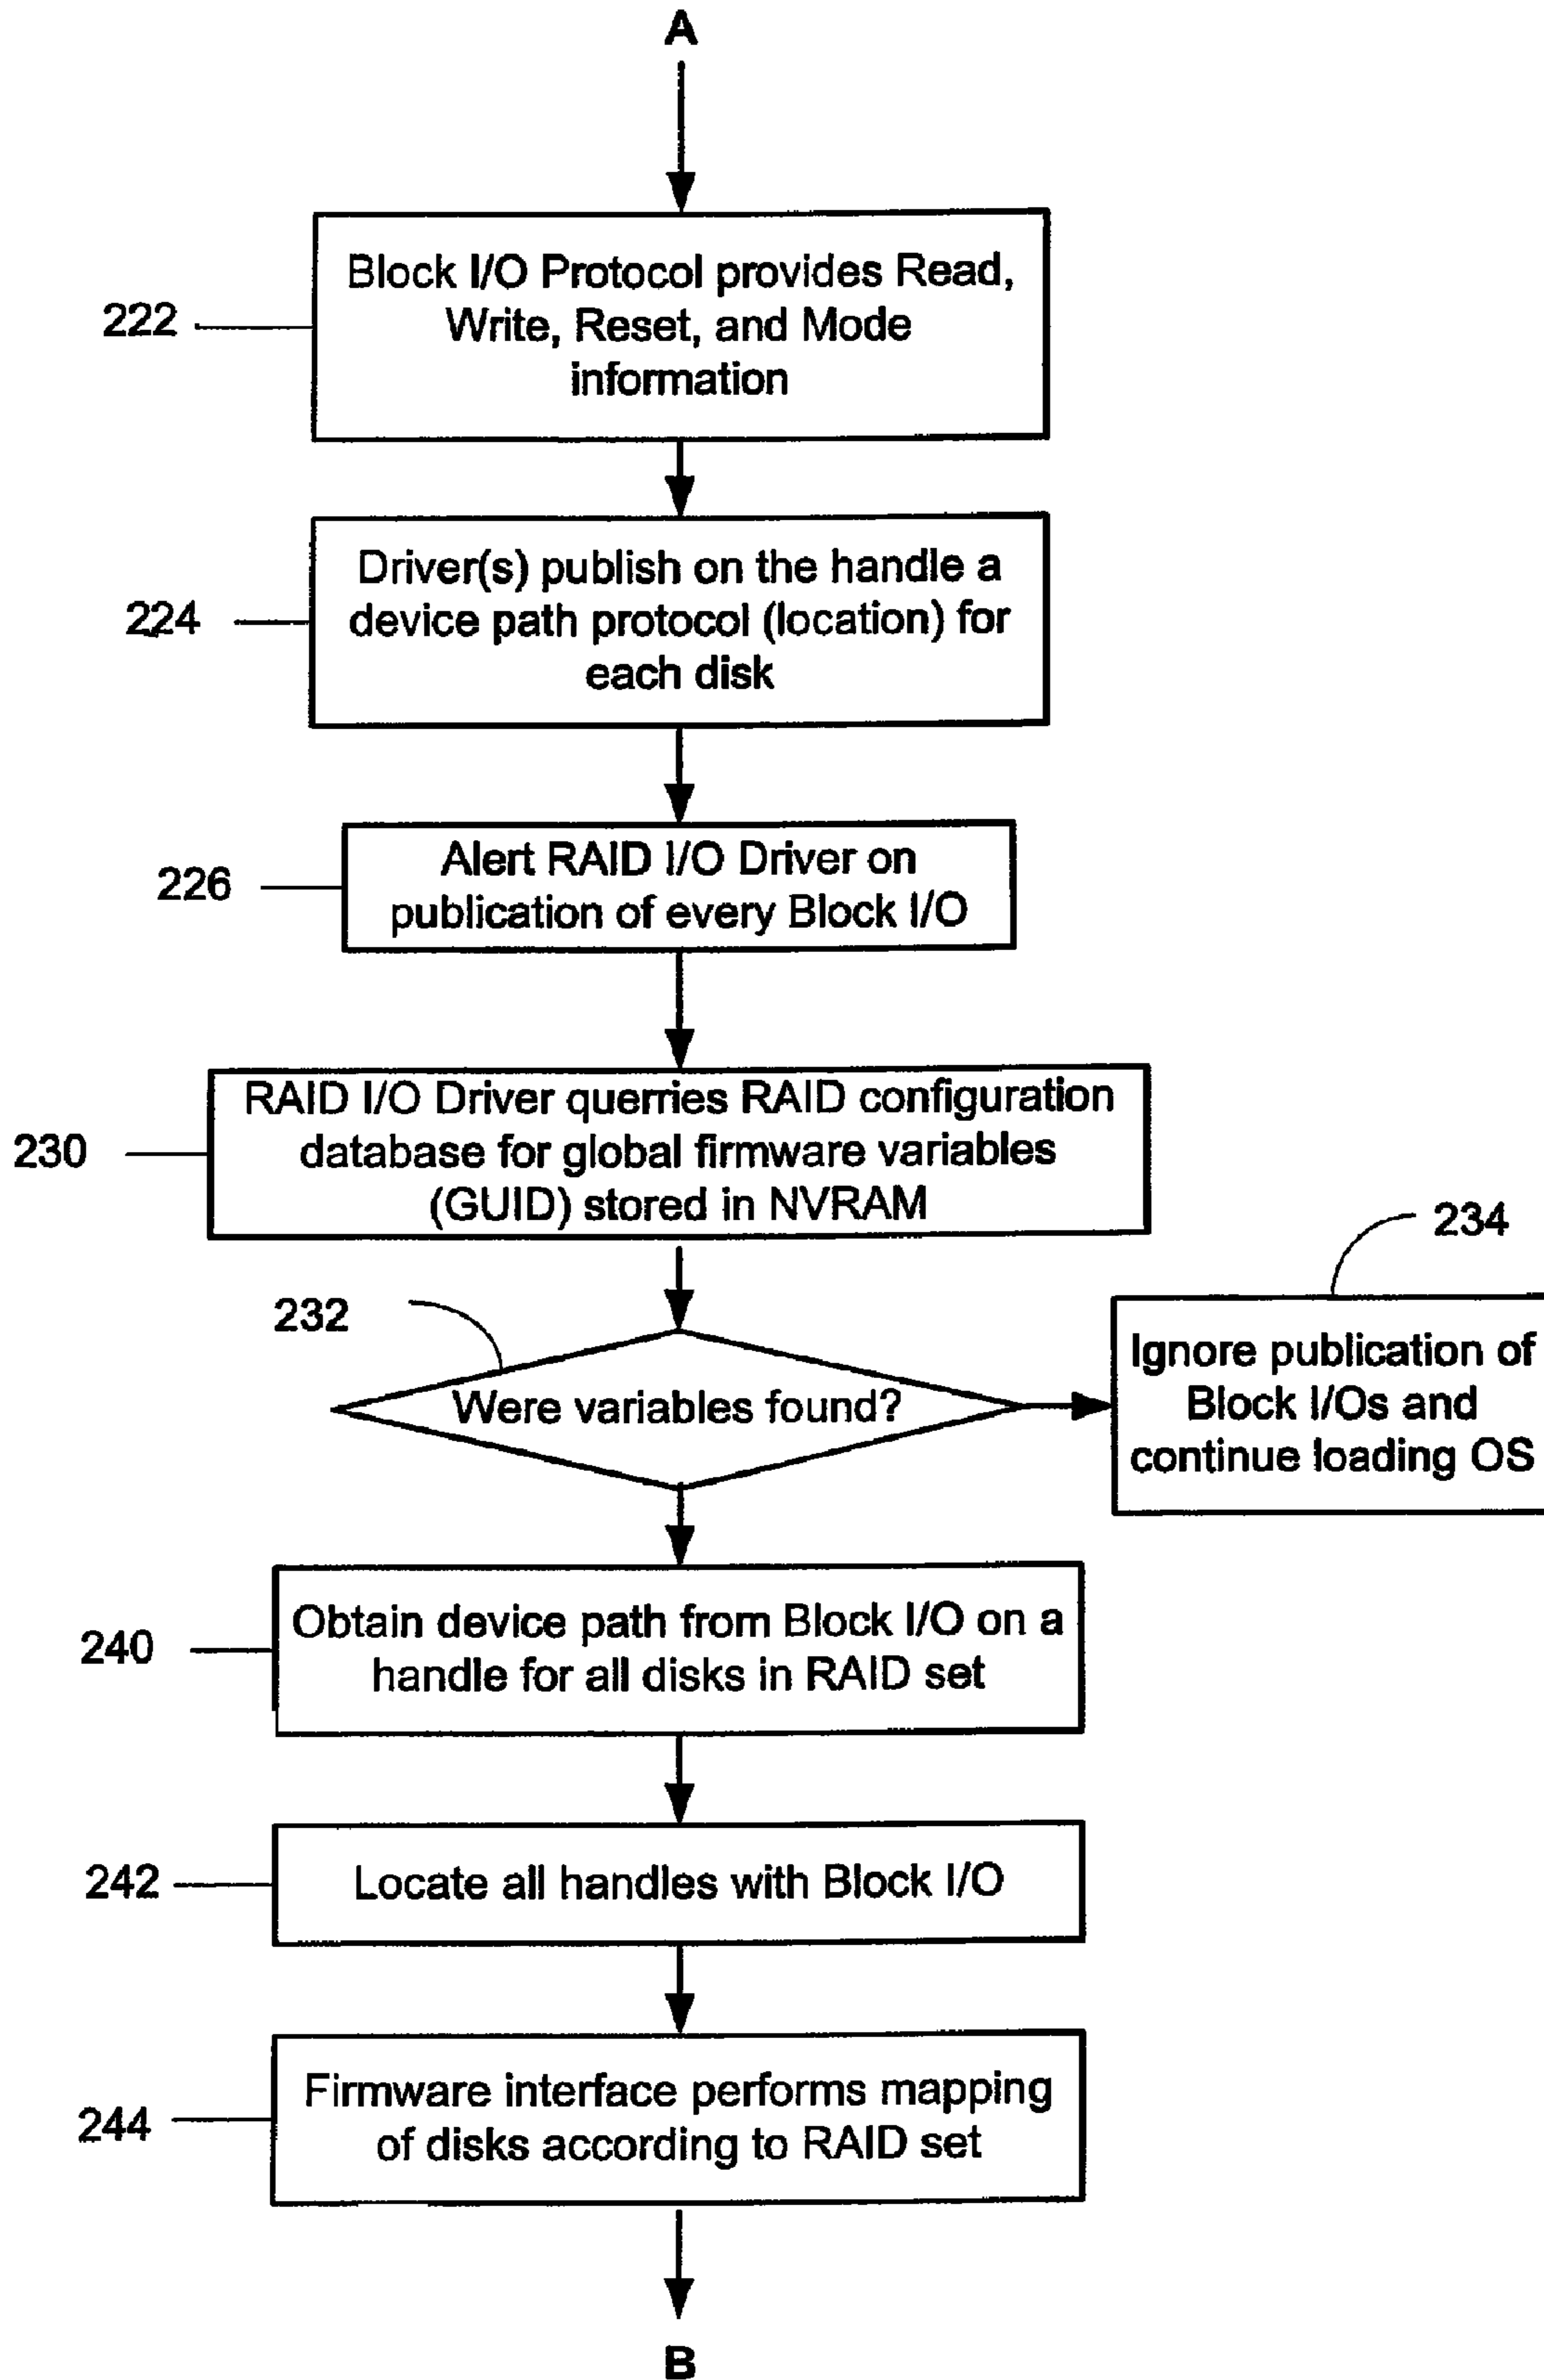 A
222
Block I/O Protocol provides Read,
Write, Reset, and Mode
information
224
Driver(s) publish on the handle a
device path protocol (location) for
each disk
226
Alert RAID I/O Driver on
publication of every Block I/O
230
RAID I/O Driver querries RAID configuration
database for global firmware variables
(GUID) stored in NVRAM
232
Were variables found?
234
Ignore publication of
Block I/Os and
continue loading OS
240
Obtain device path from Block I/O on a
handle for all disks in RAID set
242
Locate all handles with Block I/O
244
Firmware interface performs mapping
of disks according to RAID set
B